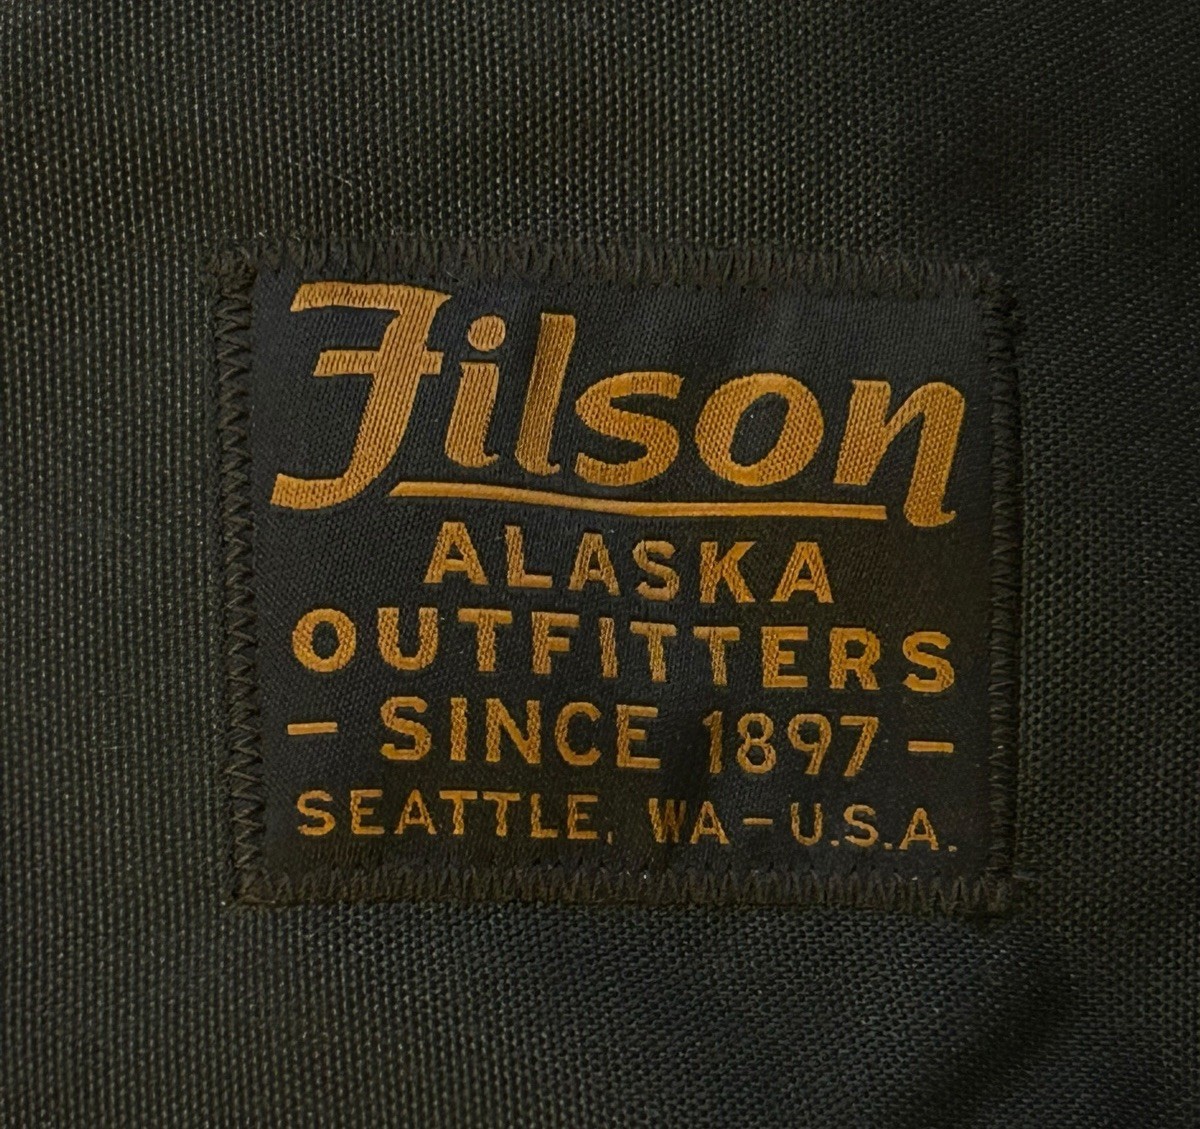 Filson
ALASKA
OUTFITTERS
- SINCE 1897 -
SEATTLE, WA-U.S.A.